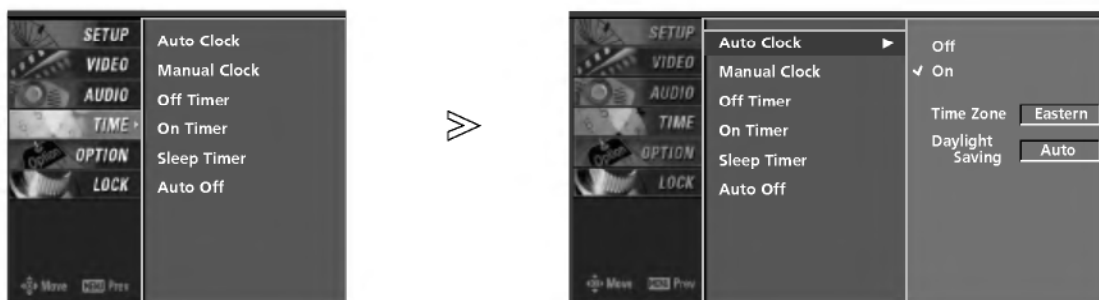 SETUP
VIDEO
AUDIO
TIME
OPTION
LOCK
Move MENU Prev
Auto Clock
Manual Clock
Off Timer
On Timer
Sleep Timer
Auto Off
SETUP
VIDEO
AUDIO
TIME
OPTION
LOCK
Move MENU Prev
Auto Clock
Manual Clock
Off Timer
On Timer
Sleep Timer
Auto Off
Off
On
Time Zone Eastern
Daylight
Saving Auto